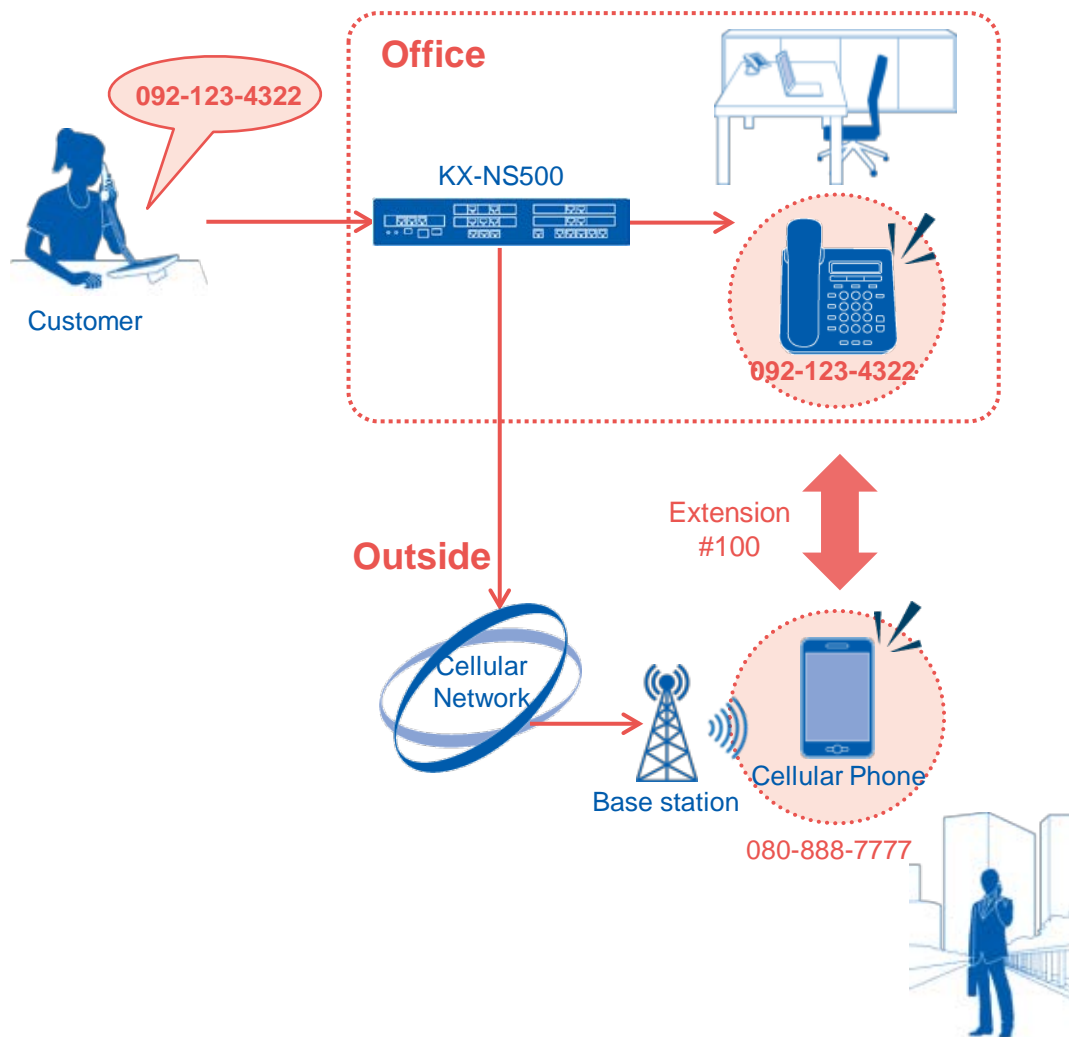 Office
092-123-4322
KX-NS500
Customer
092-123-4322
Extension
#100
Outside
Cellular
Network
Cellular Phone
Base station
080-888-7777